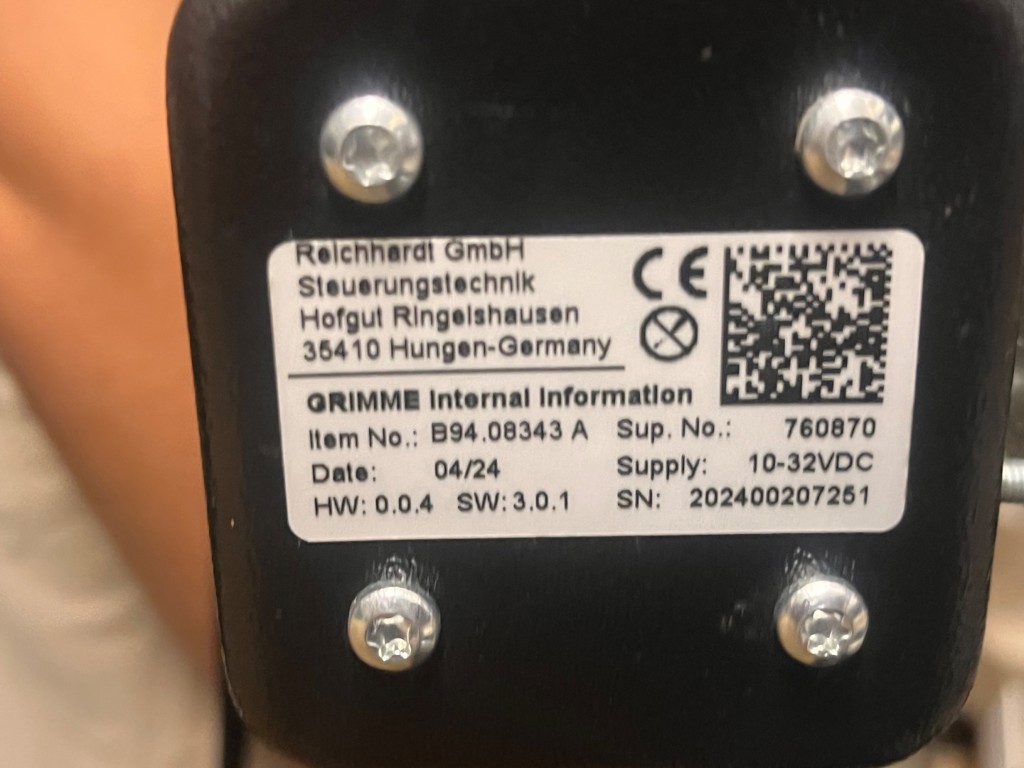 Reichhardt GmbH
Steuerungstechnik
Hofgut Ringelshausen
35410 Hungen-Germany
CE
GRIMME Internal Information
Item No.: B94.08343 A Sup. No.: 760870
Date: 04/24 Supply: 10-32VDC
HW: 0.0.4 SW: 3.0.1 SN: 202400207251